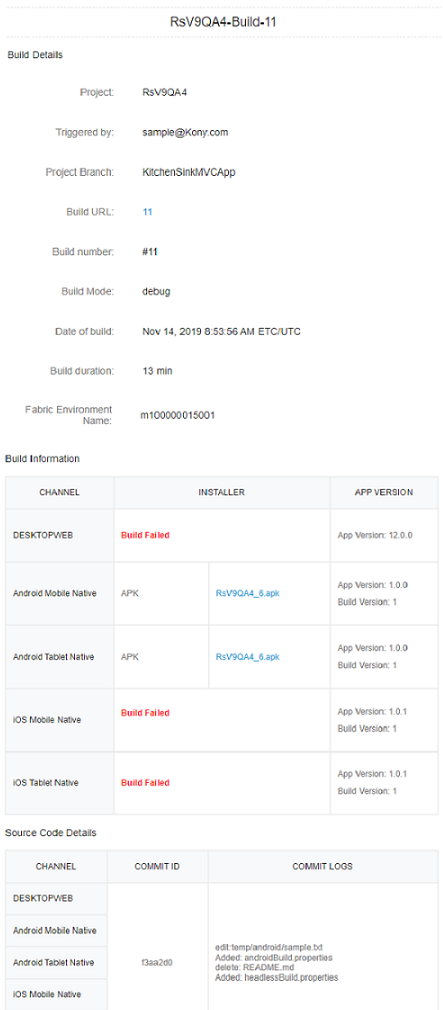 RsV9QA4-Build-11
Build Details
Project: RsV9QA4
Triggered by: sample@Kony.com
Project Branch: KitchenSinkMVCApp
Build URL: 11
Build number: #11
Build Mode: debug
Date of build: Nov 14, 2019 8:53:56 AM ETC/UTC
Build duration: 13 min
Fabric Environment
Name: m100000015001
Build Information
CHANNEL INSTALLER APP VERSION
DESKTOPWEB Build Failed App Version: 12.0.0
Android Mobile Native APK RsV9QA4_6.apk App Version: 1.0.0
Build Version: 1
Android Tablet Native APK RsV9QA4_6.apk App Version: 1.0.0
Build Version: 1
iOS Mobile Native Build Failed App Version: 1.0.1
Build Version: 1
iOS Tablet Native Build Failed App Version: 1.0.1
Build Version: 1
Source Code Details
CHANNEL COMMIT ID COMMIT LOGS
DESKTOPWEB
Android Mobile Native
Android Tablet Native
iOS Mobile Native
f3aa2d0
edit:temp/android/sample.txt
Added: androidBuild.properties
delete: README.md
Added: headlessBuild.properties